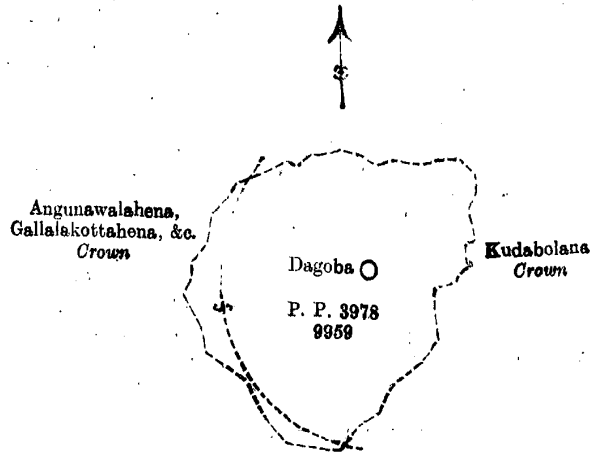 Angunawalahena,
Gallalakottahena, &c.
Crown
Kudabolana
Crown
Dagoba
P. P. 3978
9959